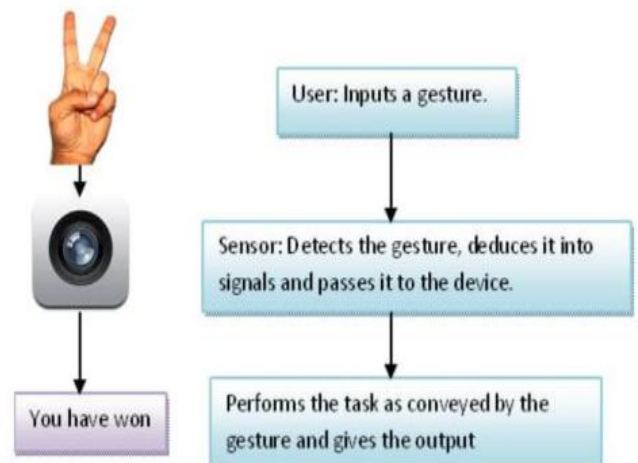 User: Inputs a gesture.
Sensor: Detects the gesture, deduces it into
signals and passes it to the device.
You have won
Performs the task as conveyed by the
gesture and gives the output